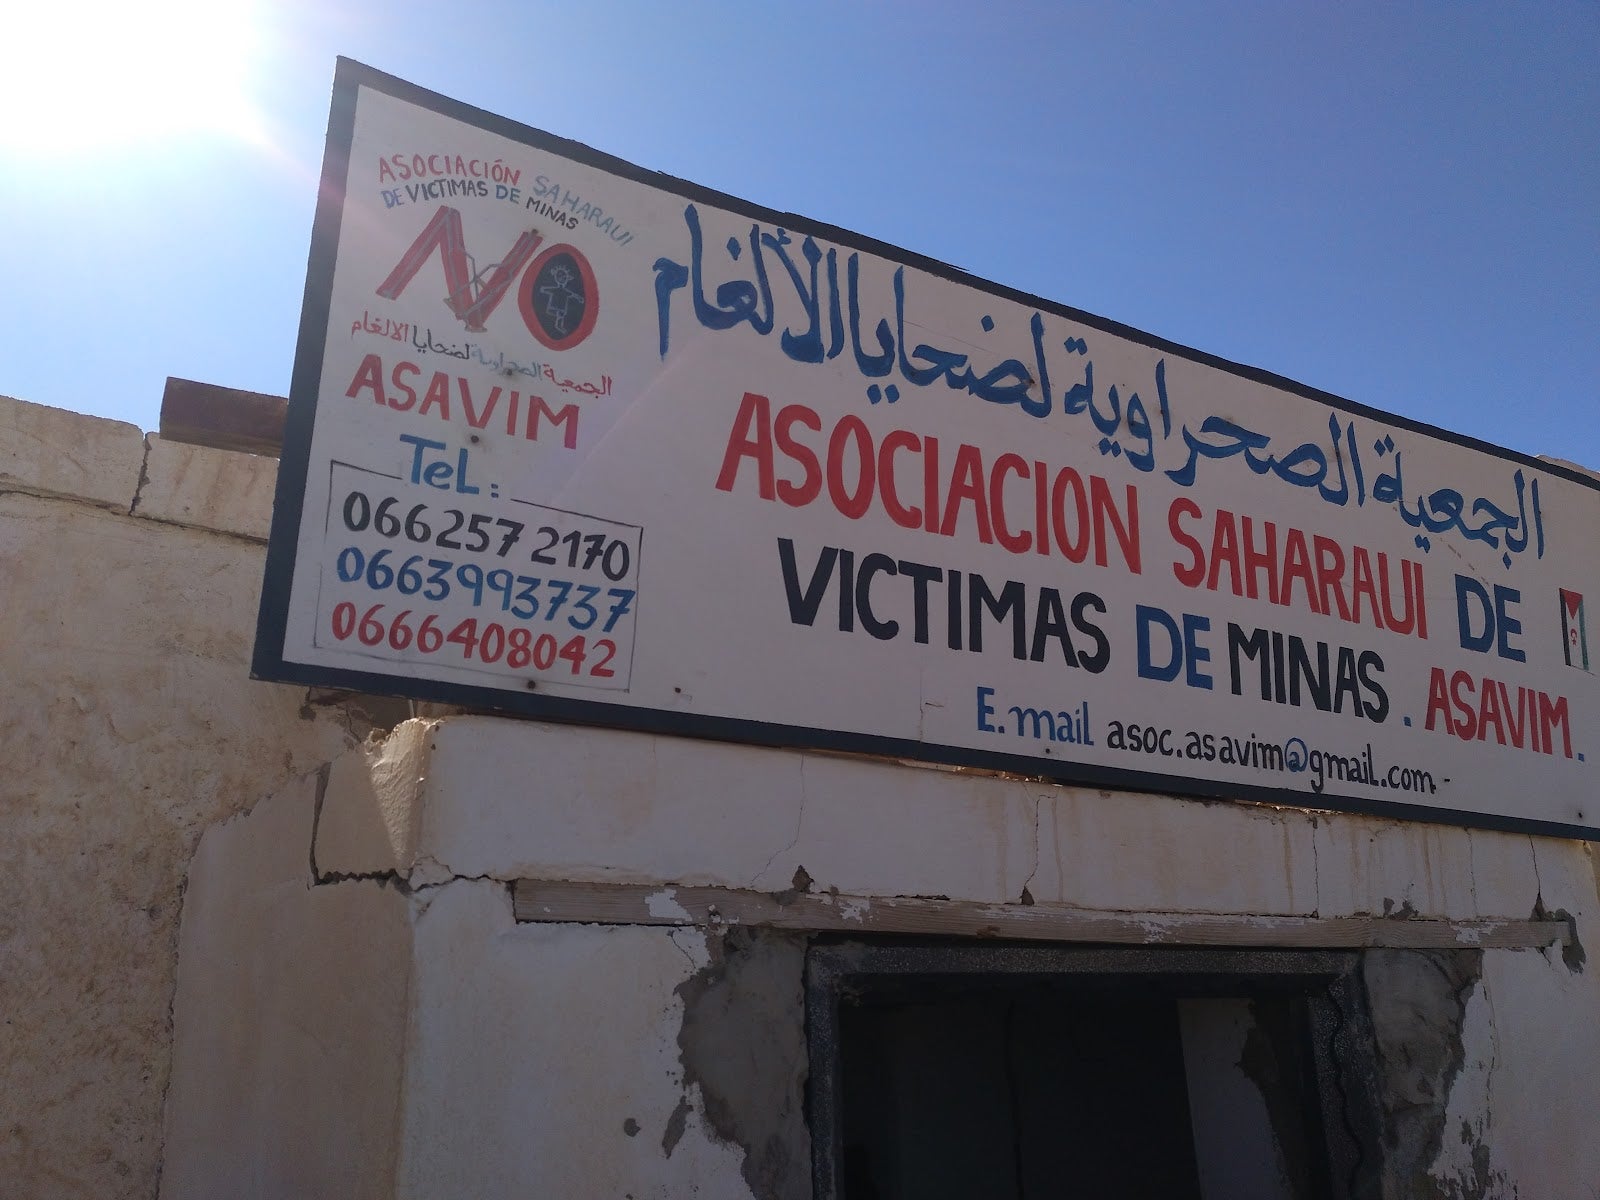 ASOCIACIÓN SAHARAUI
DE VICTIMAS DE MINAS
NO
الجمعية الصحراوية لضحايا الالغام
ASAVIM
TeL:
0662572170
0663993737
0666408042
الجمعية الصحراوية لضحايا الألغام
ASOCIACION SAHARAUI DE
VICTIMAS DE MINAS. ASAVIM.
E.mail asoc.asavim@gmail.com-